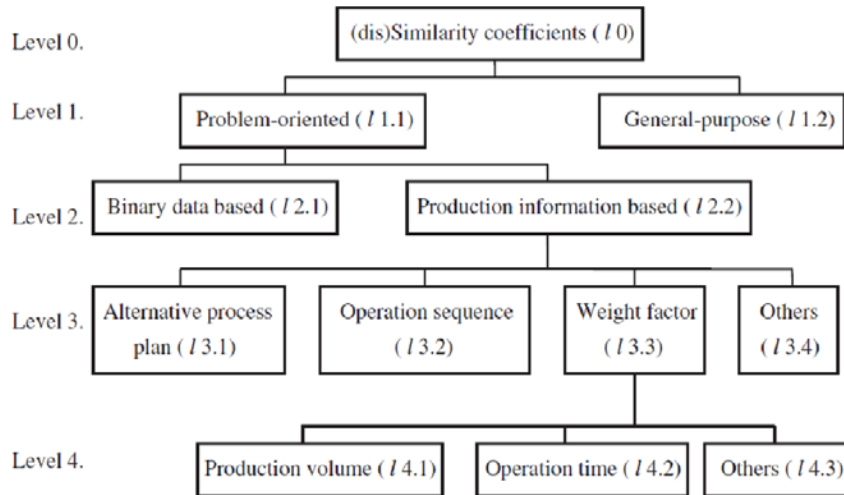 Level 0.
(dis)Similarity coefficients ( l 0)
Level 1.
Problem-oriented ( l 1.1)
General-purpose ( l 1.2)
Level 2.
Binary data based ( l 2.1)
Production information based ( l 2.2)
Level 3.
Alternative process
plan ( l 3.1)
Operation sequence
( l 3.2)
Weight factor
( l 3.3)
Others
( l 3.4)
Level 4.
Production volume ( l 4.1)
Operation time ( l 4.2)
Others ( l 4.3)